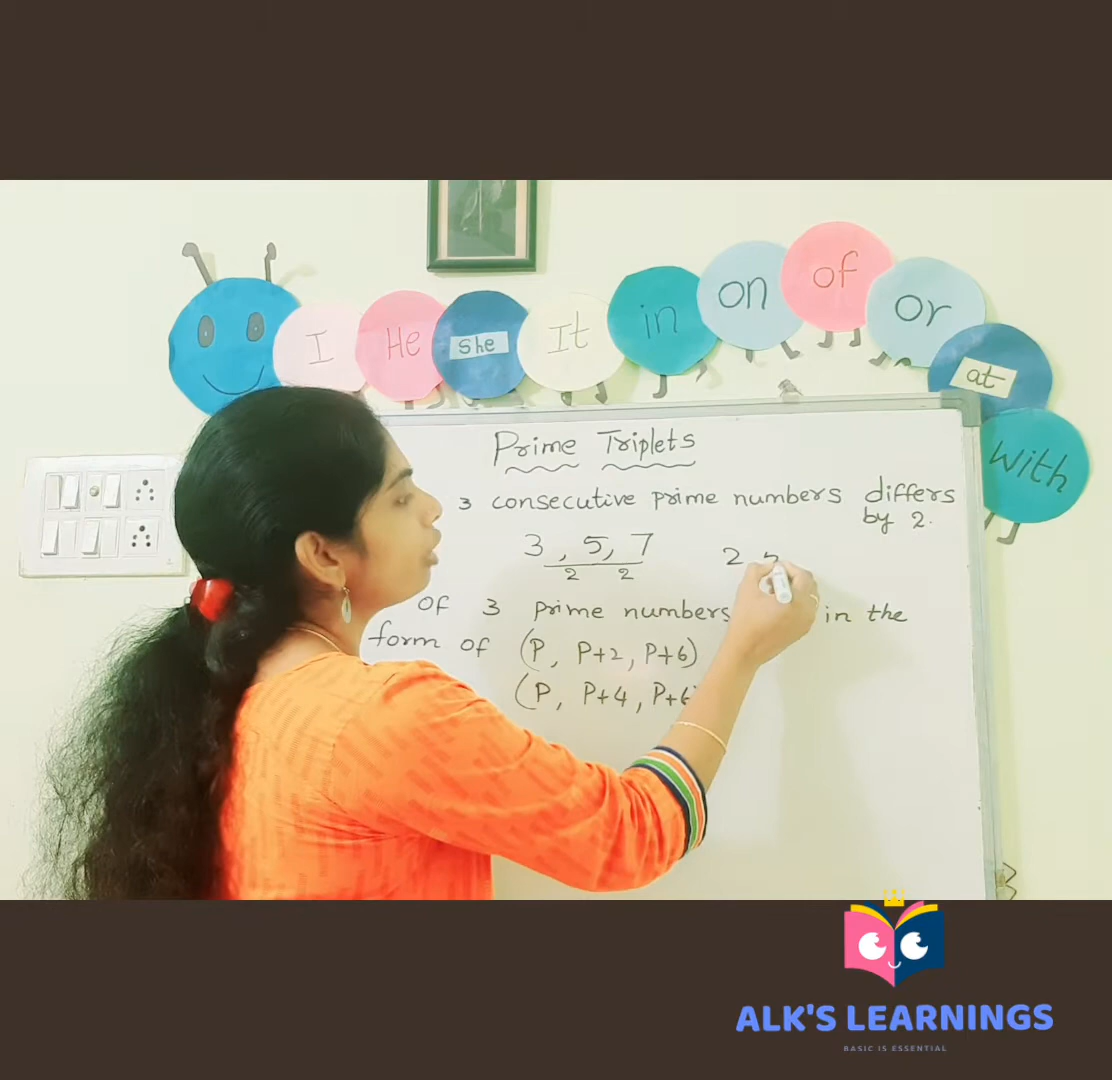 I He she It in on of or at with
Prime Triplets
3 consecutive prime numbers differs
by 2.
3, 5, 7
2 2
2
of 3 prime numbers in the
form of (P, P+2, P+6)
(P, P+4, P+6
ALK'S LEARNINGS
BASIC IS ESSENTIAL